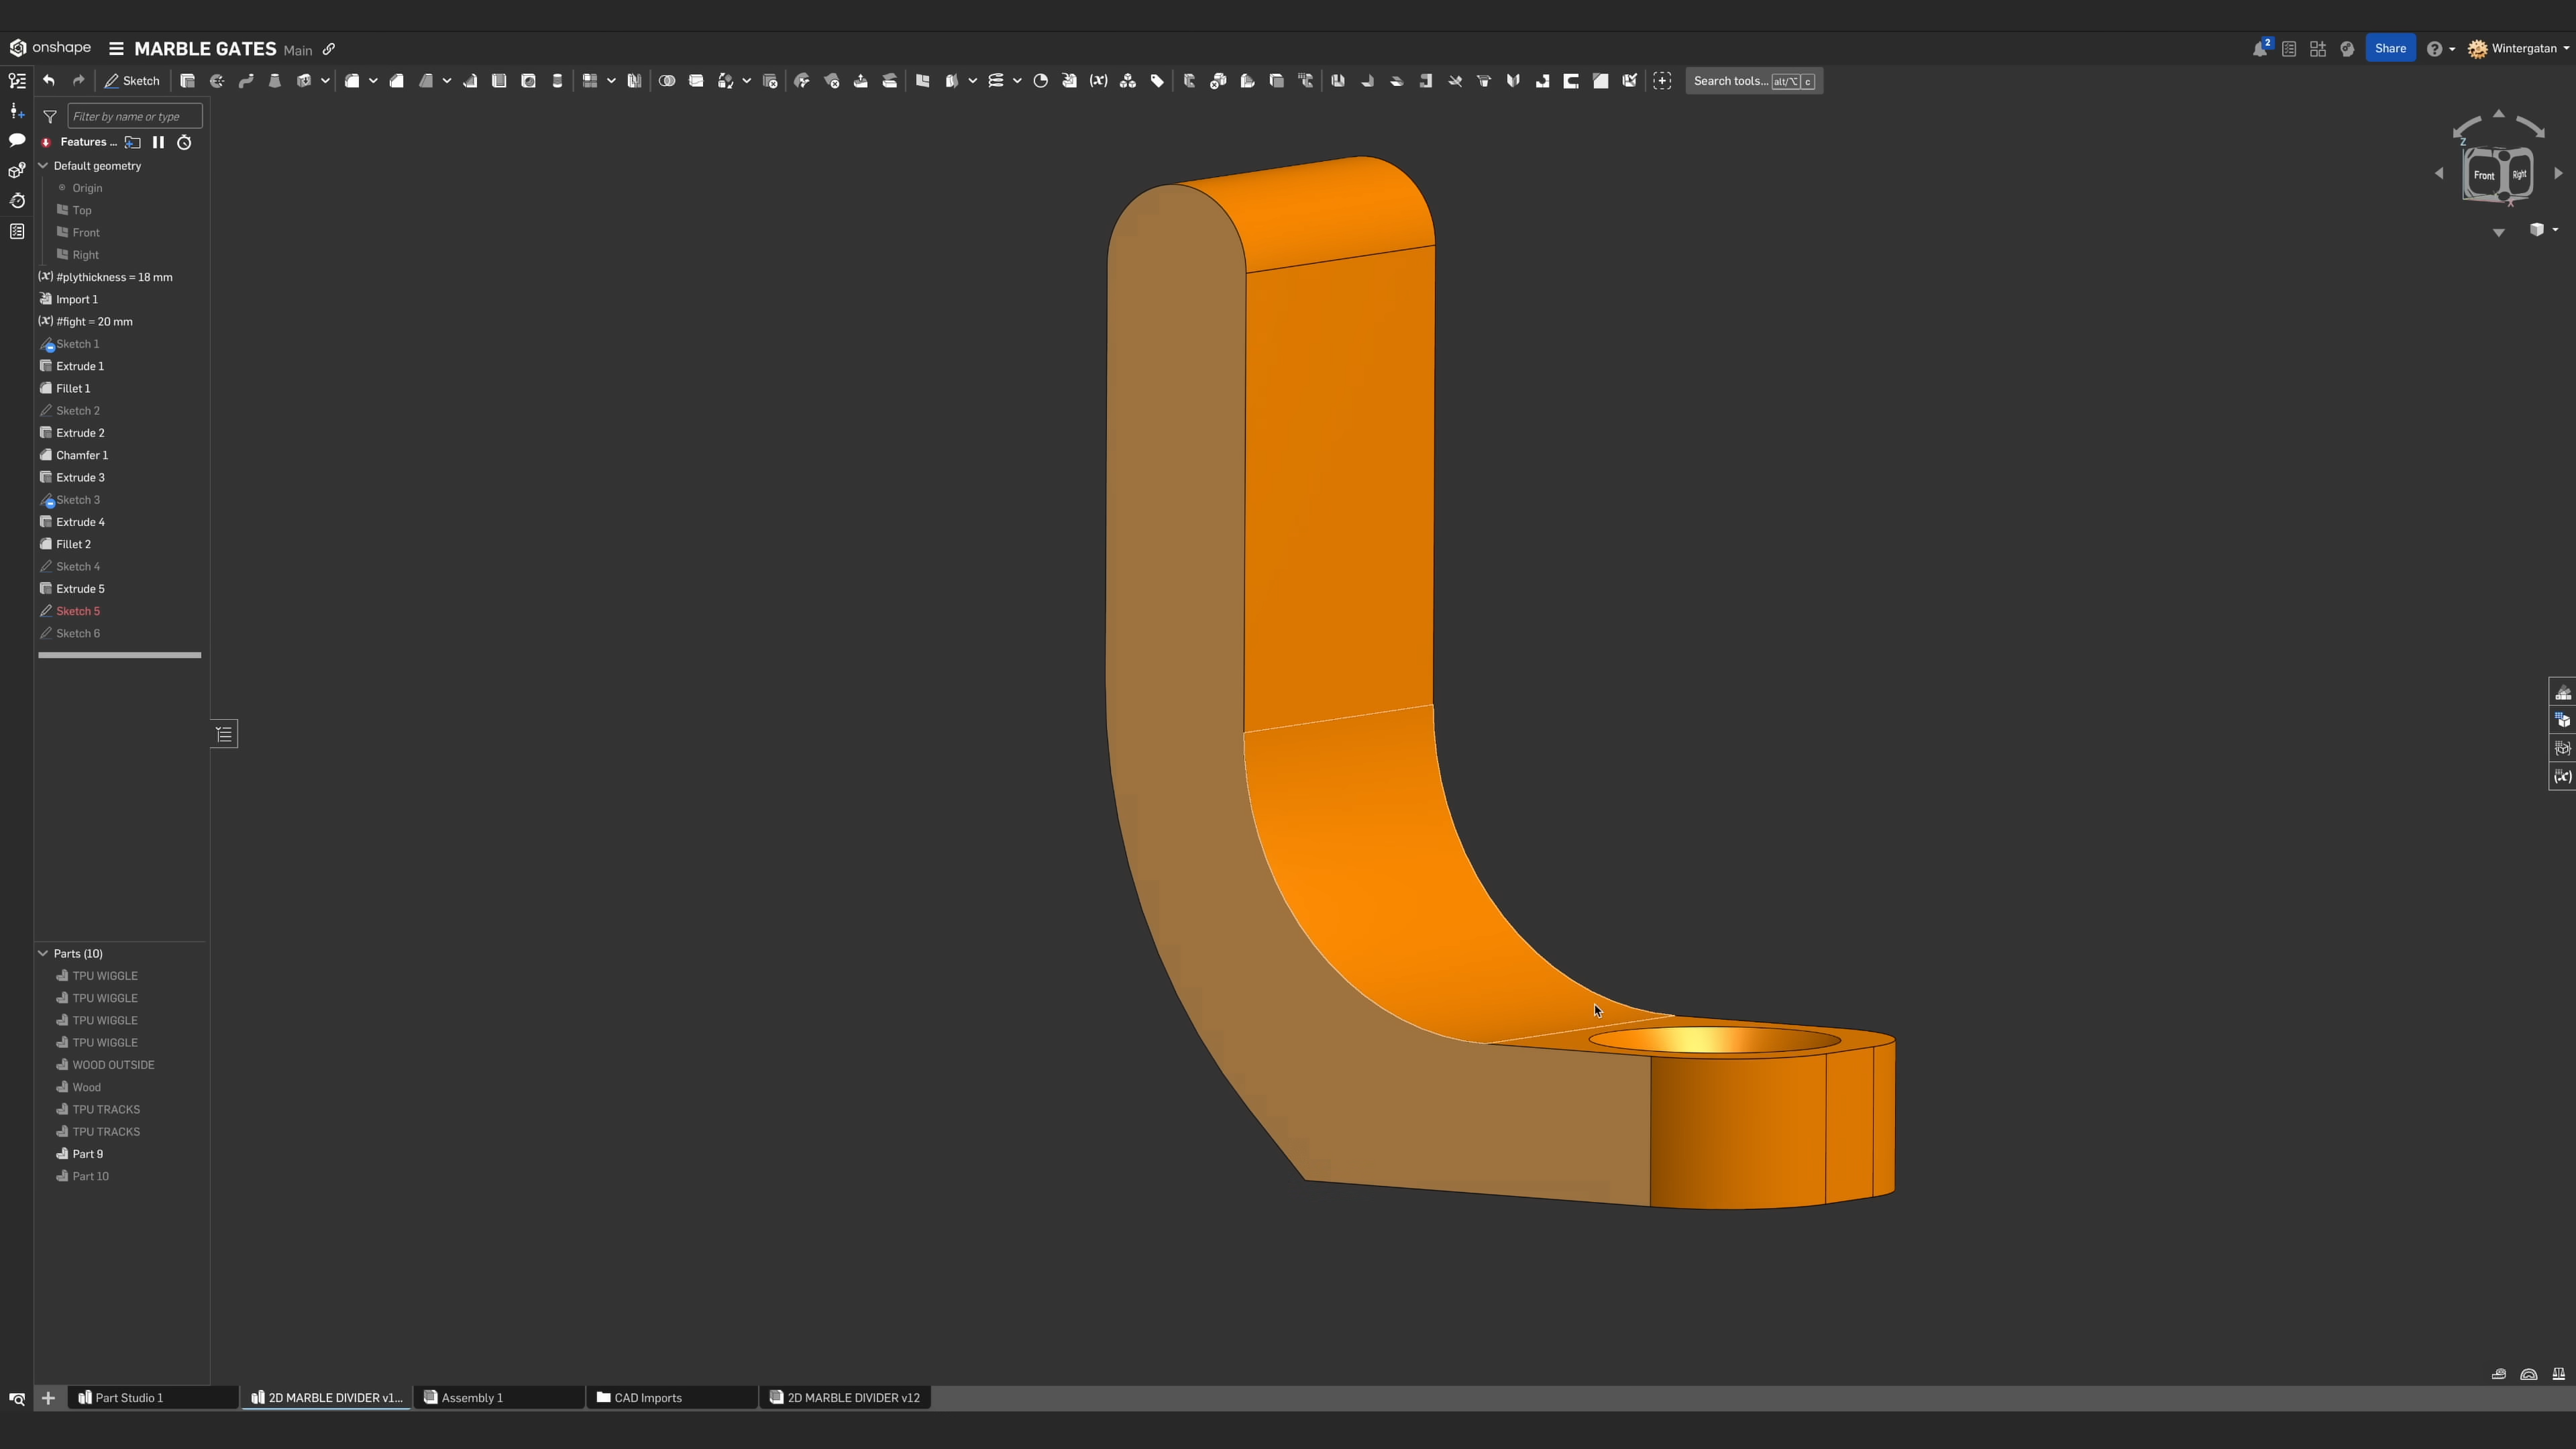 onshape MARBLE GATES Main 2 Share Wintergatan
Sketch Search tools... alt/⌥ c
Filter by name or type
Features ...
Default geometry
Origin
Top
Front
Right
(x) #plythickness = 18 mm
Import 1
(x) #fight = 20 mm
Sketch 1
Extrude 1
Fillet 1
Sketch 2
Extrude 2
Chamfer 1
Extrude 3
Sketch 3
Extrude 4
Fillet 2
Sketch 4
Extrude 5
Sketch 5
Sketch 6
Z
Front Right
X
Parts (10)
TPU WIGGLE
TPU WIGGLE
TPU WIGGLE
TPU WIGGLE
WOOD OUTSIDE
Wood
TPU TRACKS
TPU TRACKS
Part 9
Part 10
Part Studio 1 2D MARBLE DIVIDER v1... Assembly 1 CAD Imports 2D MARBLE DIVIDER v12